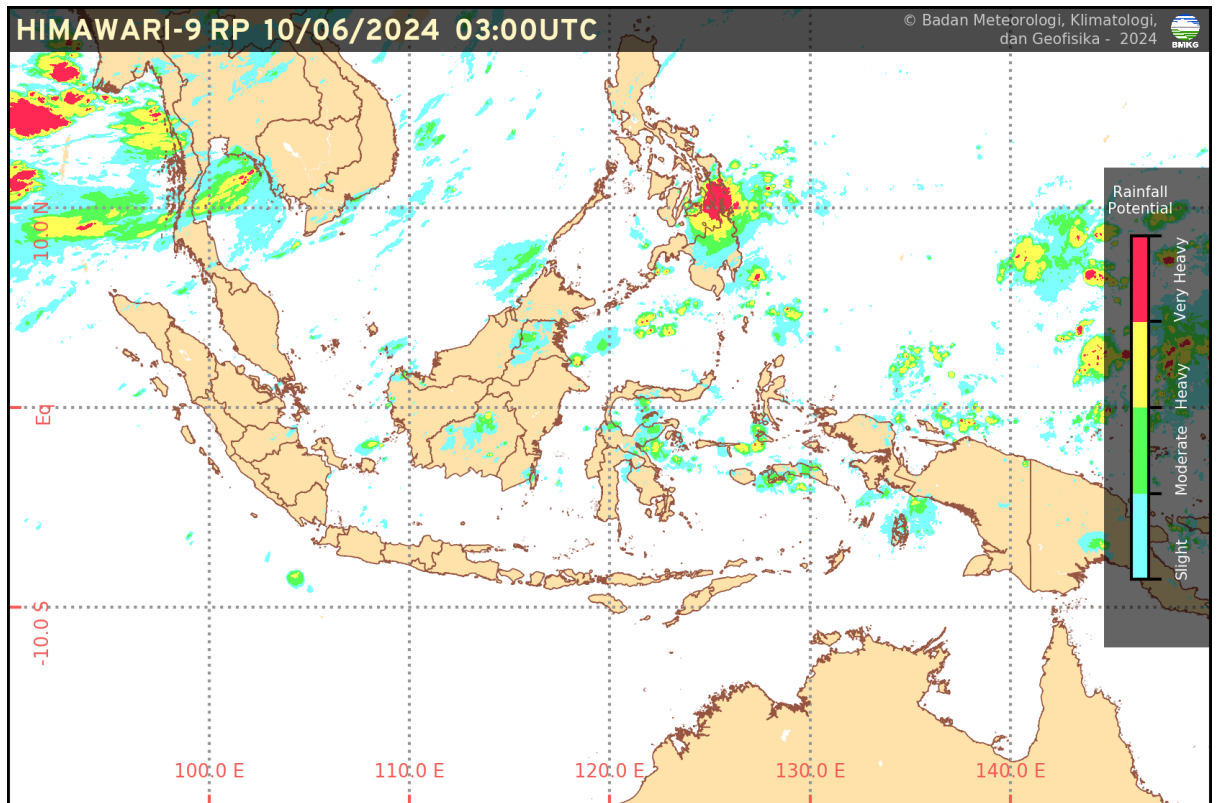 HIMAWARI-9 RP 10/06/2024 03:00UTC
© Badan Meteorologi, Klimatologi,
dan Geofisika - 2024
BMKG
Rainfall
Potential
Very Heavy
Heavy
Moderate
Slight
10.0 N
Eq
-10.0 S
100.0 E
110.0 E
120.0 E
130.0 E
140.0 E